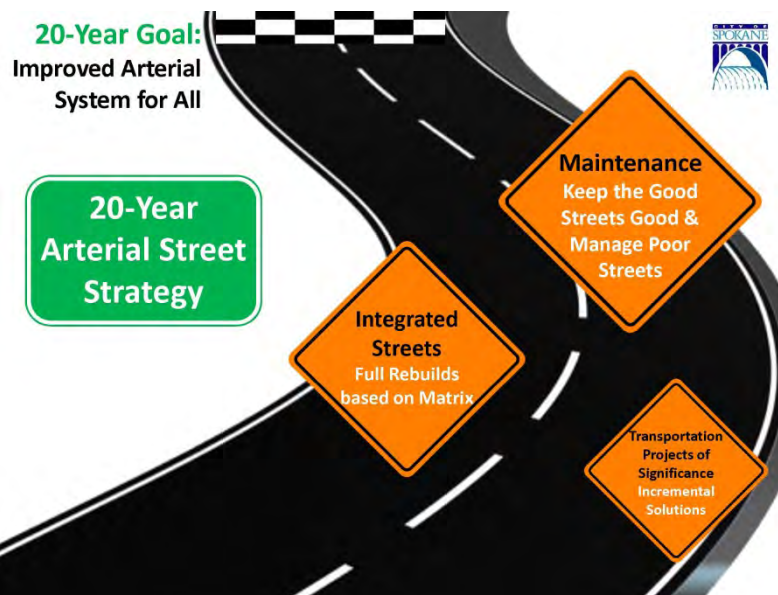 20-Year Goal:
Improved Arterial
System for All
CITY OF
SPOKANE
20-Year
Arterial Street
Strategy
Maintenance
Keep the Good
Streets Good &
Manage Poor
Streets
Integrated
Streets
Full Rebuilds
based on Matrix
Transportation
Projects of
Significance
Incremental
Solutions